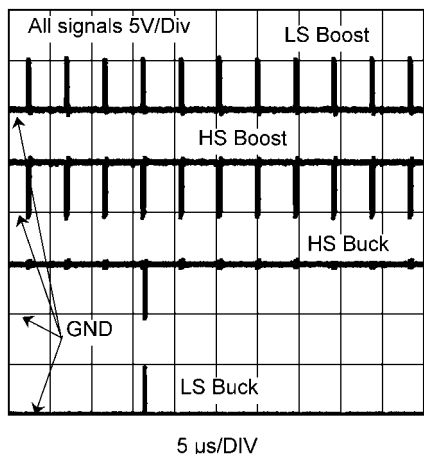 All signals 5V/Div
LS Boost
HS Boost
HS Buck
GND
LS Buck
5 µs/DIV